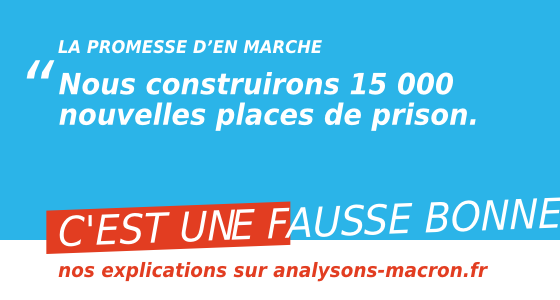 LA PROMESSE D’EN MARCHE
“ Nous construirons 15 000
nouvelles places de prison.
C'EST UNE FAUSSE BONNE
nos explications sur analysons-macron.fr